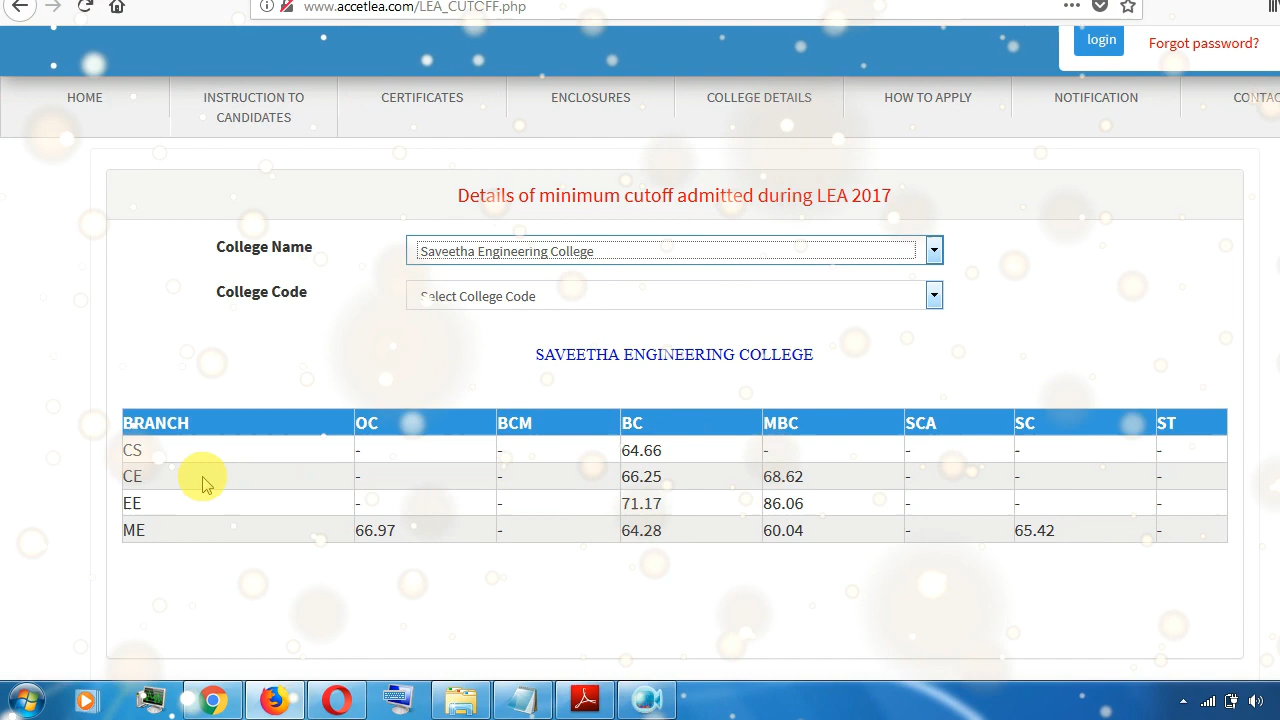 www.accetlea.com/LEA_CUTOFF.php
login Forgot password?
HOME INSTRUCTION TO CANDIDATES CERTIFICATES ENCLOSURES COLLEGE DETAILS HOW TO APPLY NOTIFICATION CONTAC
Details of minimum cutoff admitted during LEA 2017
College Name Saveetha Engineering College
College Code Select College Code
SAVEETHA ENGINEERING COLLEGE
BRANCH OC BCM BC MBC SCA SC ST
CS - - 64.66 - - - -
CE - - 66.25 68.62 - - -
EE - - 71.17 86.06 - - -
ME 66.97 - 64.28 60.04 - 65.42 -